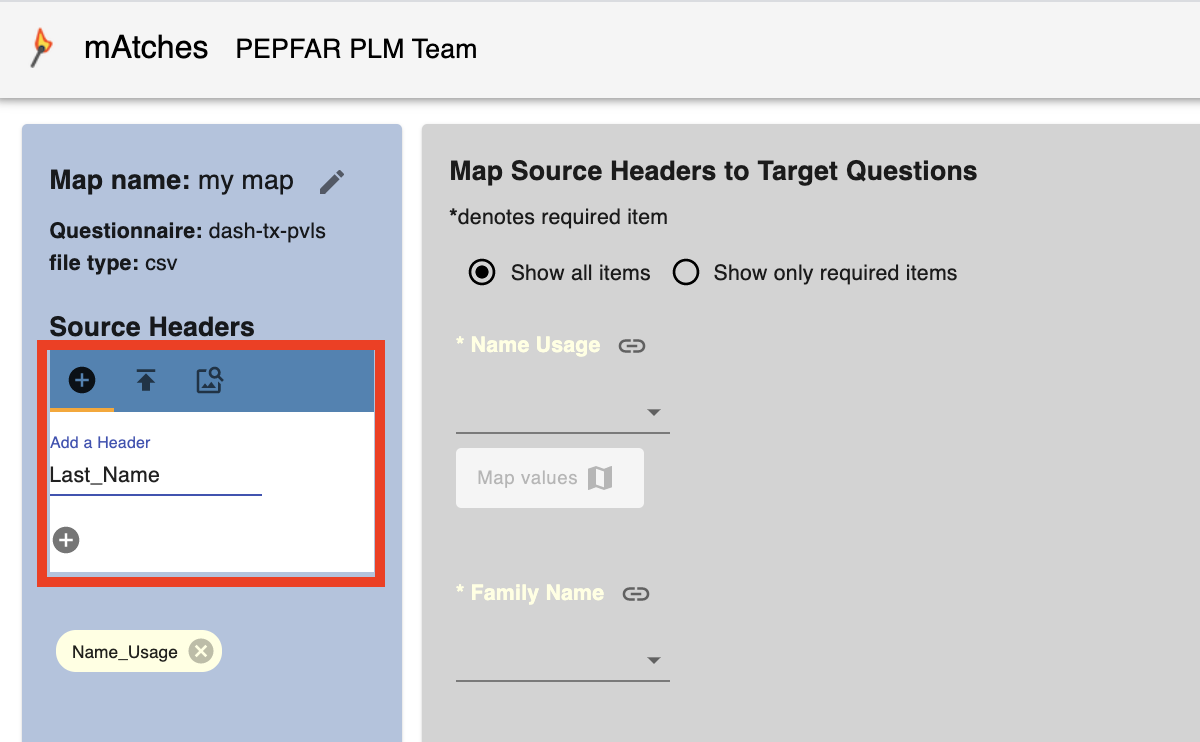 mAtches PEPFAR PLM Team
Map name: my map
Questionnaire: dash-tx-pvls
file type: csv
Source Headers
Add a Header
Last_Name
Name_Usage
Map Source Headers to Target Questions
*denotes required item
Show all items Show only required items
* Name Usage
Map values
* Family Name